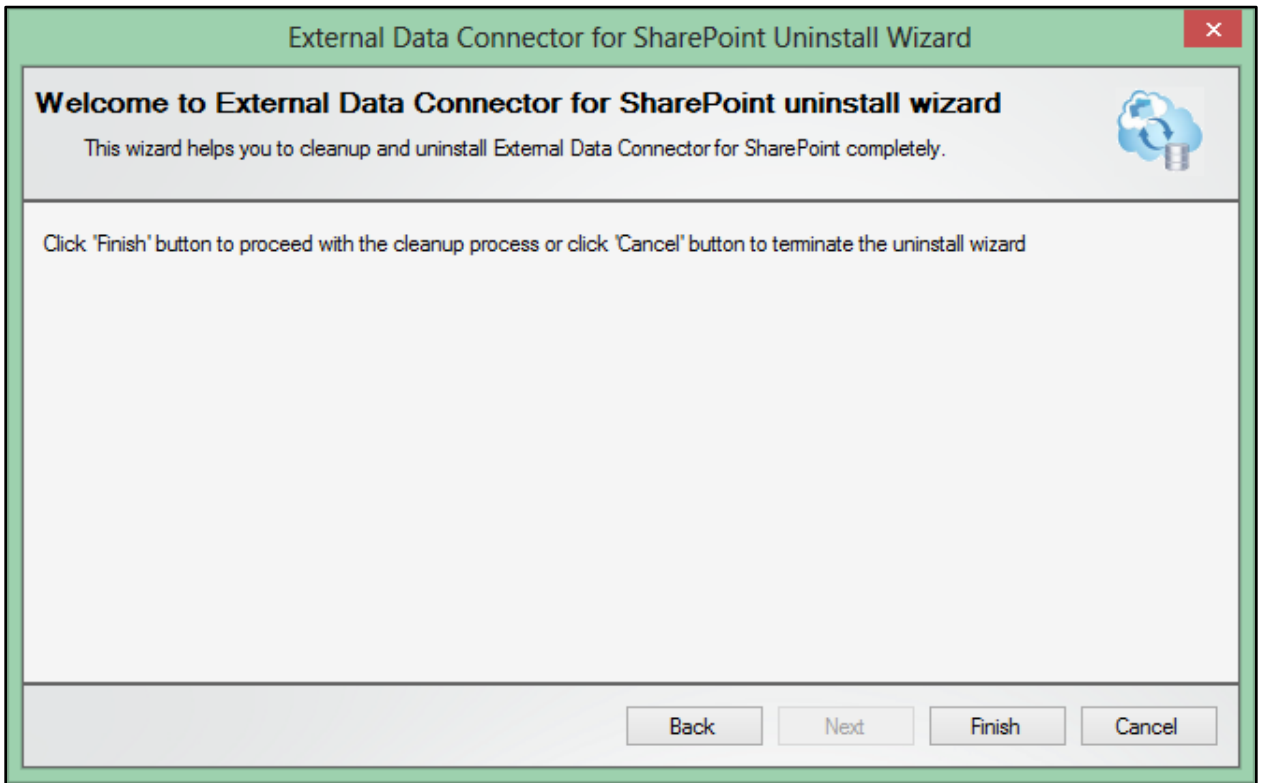 External Data Connector for SharePoint Uninstall Wizard
Welcome to External Data Connector for SharePoint uninstall wizard
This wizard helps you to cleanup and uninstall External Data Connector for SharePoint completely.
Click 'Finish' button to proceed with the cleanup process or click 'Cancel' button to terminate the uninstall wizard
Back Next Finish Cancel